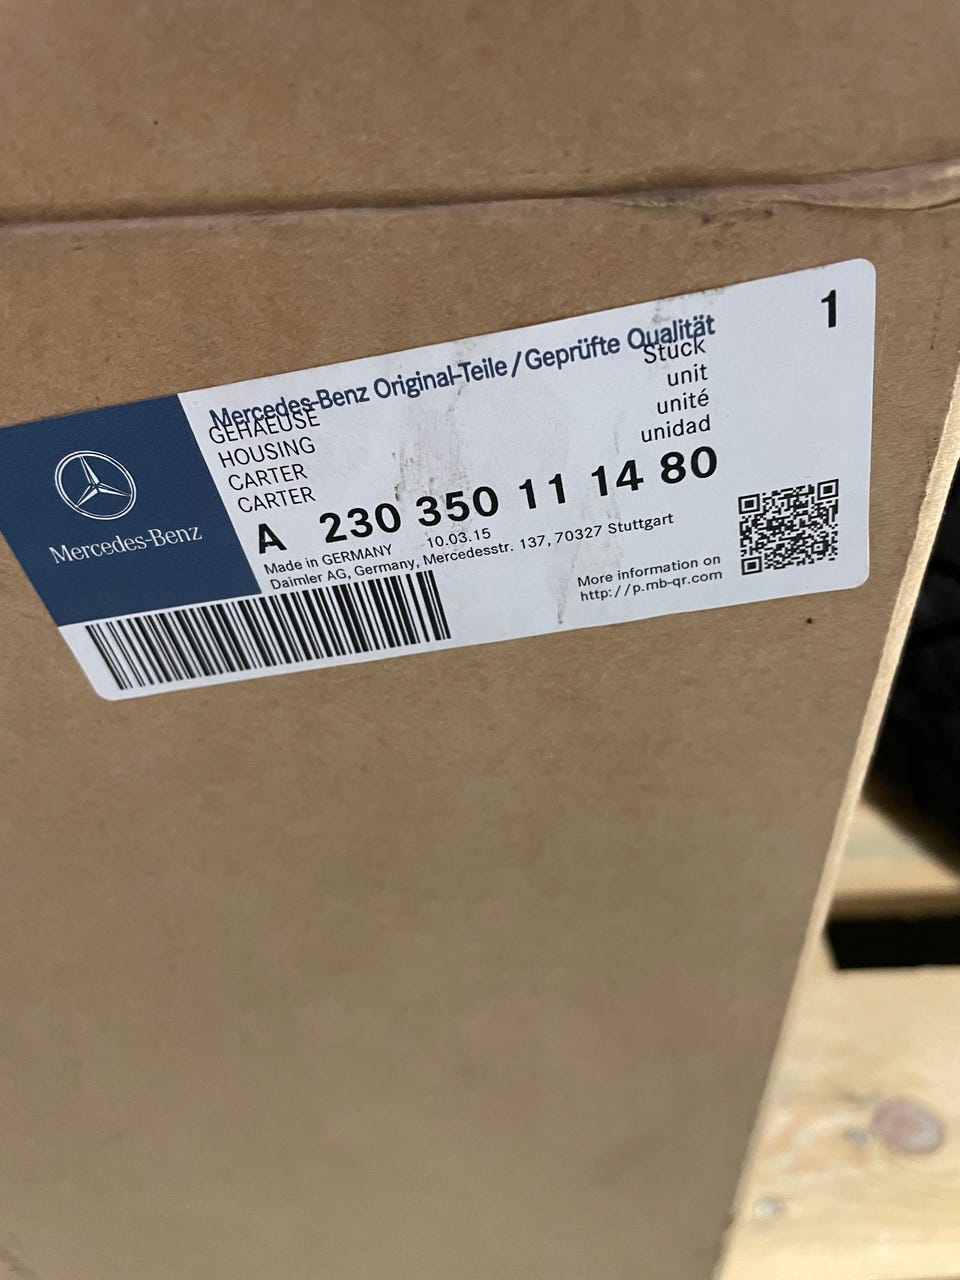 Mercedes-Benz Original-Teile / Geprüfte Qualität
1
GEHAEUSE
HOUSING
CARTER
CARTER
Stück
unit
unité
unidad
A 230 350 11 14 80
Made in GERMANY 10.03.15
Daimler AG, Germany, Mercedesstr. 137, 70327 Stuttgart
More information on
http://p.mb-qr.com
Mercedes-Benz